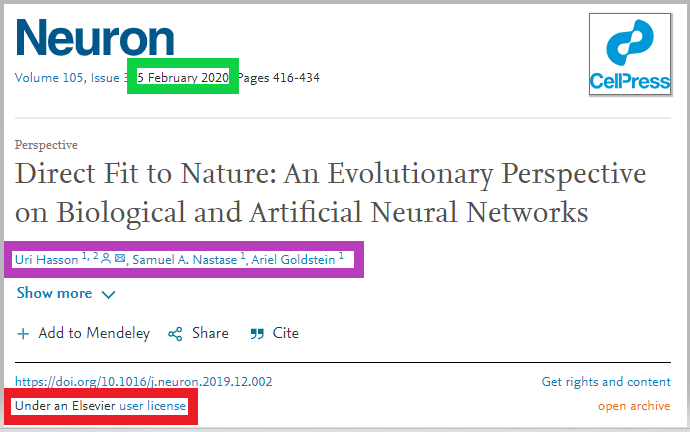 Neuron
Volume 105, Issue 3, 5 February 2020, Pages 416-434
CellPress
Perspective
Direct Fit to Nature: An Evolutionary Perspective
on Biological and Artificial Neural Networks
Uri Hasson 1, 2, Samuel A. Nastase 1, Ariel Goldstein 1
Show more
Add to Mendeley Share Cite
https://doi.org/10.1016/j.neuron.2019.12.002 Get rights and content
Under an Elsevier user license open archive